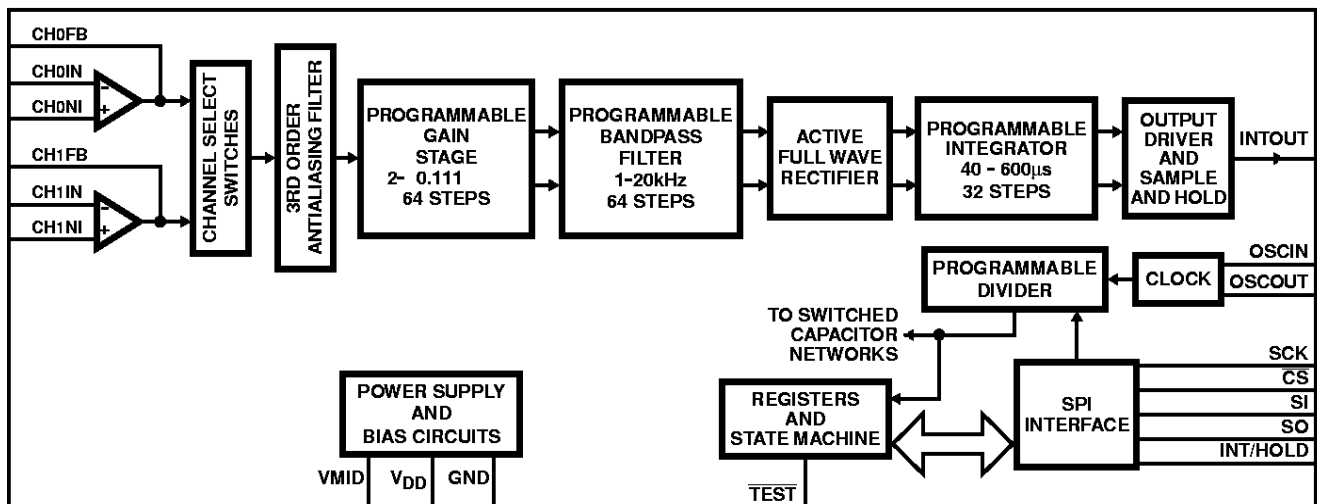 CH0FB
CH0IN
CH0NI
CH1FB
CH1IN
CH1NI
-
+
-
+
CHANNEL SELECT
SWITCHES
3RD ORDER
ANTIALIASING FILTER
PROGRAMMABLE
GAIN
STAGE
2- 0.111
64 STEPS
PROGRAMMABLE
BANDPASS
FILTER
1-20kHz
64 STEPS
ACTIVE
FULL WAVE
RECTIFIER
PROGRAMMABLE
INTEGRATOR
40 - 600µs
32 STEPS
OUTPUT
DRIVER
AND
SAMPLE
AND HOLD
INTOUT
PROGRAMMABLE
DIVIDER
CLOCK
OSCIN
OSCOUT
TO SWITCHED
CAPACITOR
NETWORKS
POWER SUPPLY
AND
BIAS CIRCUITS
VMID
VDD
GND
REGISTERS
AND
STATE MACHINE
TEST
SPI
INTERFACE
SCK
CS
SI
SO
INT/HOLD